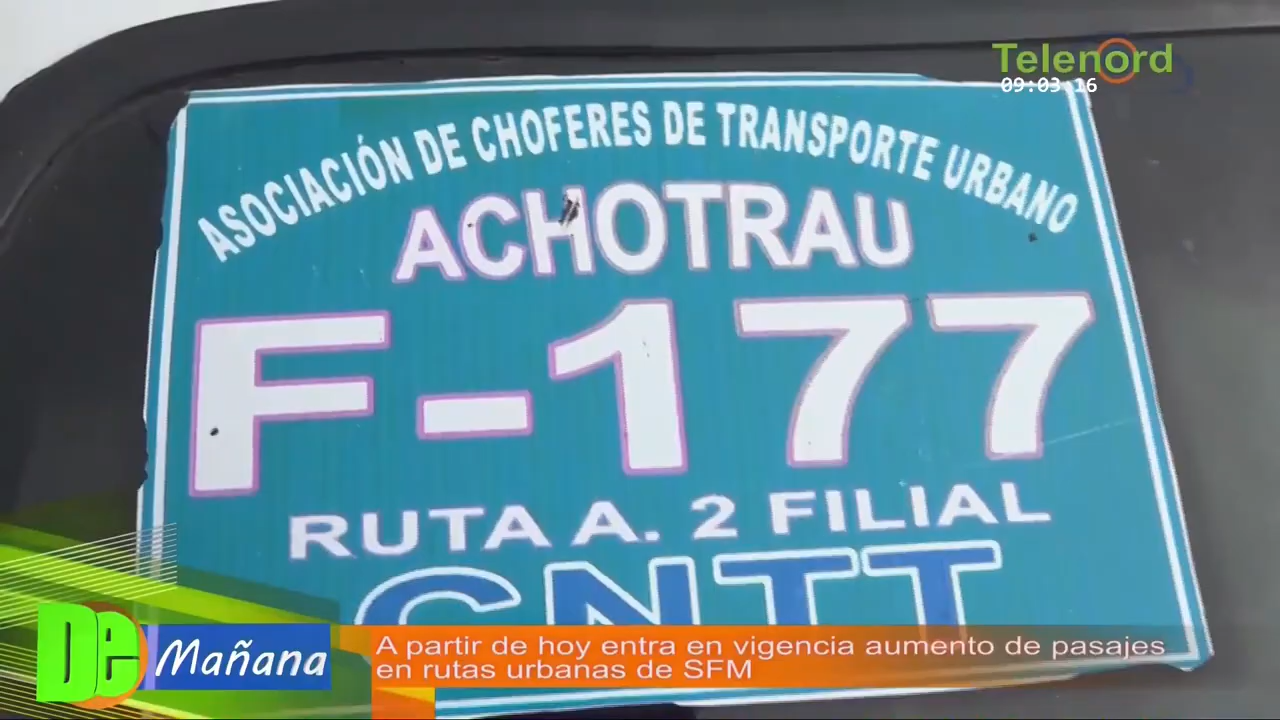 Telenord
09:03:16
ASOCIACIÓN DE CHOFERES DE TRANSPORTE URBANO
ACHOTRAU
F-177
RUTA A. 2 FILIAL
CNTT
De Mañana
A partir de hoy entra en vigencia aumento de pasajes
en rutas urbanas de SFM